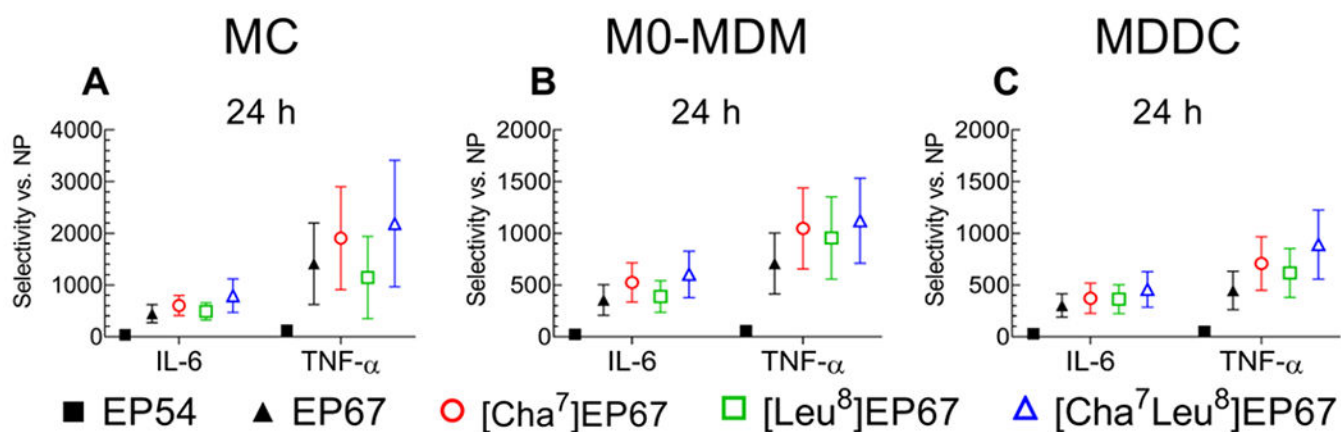 MC M0-MDM MDDC
A B C
24 h 24 h 24 h
Selectivity vs. NP Selectivity vs. NP Selectivity vs. NP
4000 2000 2000
3000 1500 1500
2000 1000 1000
1000 500 500
0 0 0
IL-6 TNF-α IL-6 TNF-α IL-6 TNF-α
EP54 EP67 [Cha⁷]EP67 [Leu⁸]EP67 [Cha⁷Leu⁸]EP67